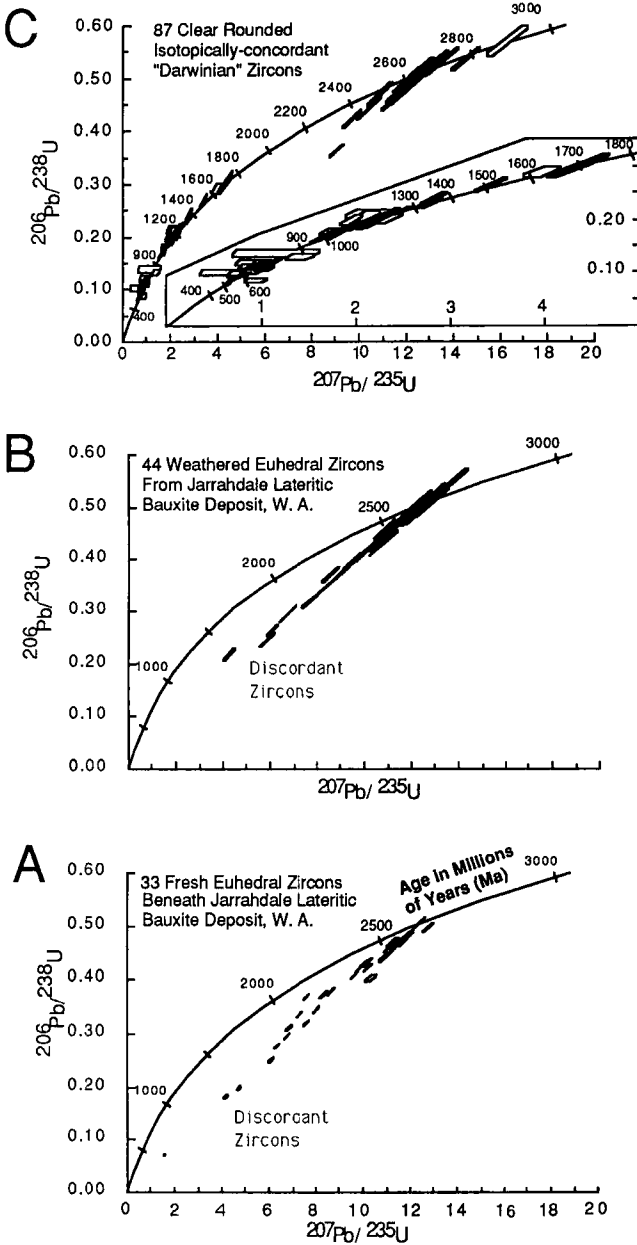 C
87 Clear Rounded
Isotopically-concordant
"Darwinian" Zircons
206Pb/238U
0.60
0.50
0.40
0.30
0.20
0.10
0.00
400
900
1200
1400
1600
1800
2000
2200
2400
2600
2800
3000
400
500
600
900
1000
1300
1400
1500
1600
1700
1800
0.20
0.10
1
2
3
4
0 2 4 6 8 10 12 14 16 18 20
207Pb/ 235U
B
44 Weathered Euhedral Zircons
From Jarrahdale Lateritic
Bauxite Deposit, W. A.
206Pb/238U
0.60
0.50
0.40
0.30
0.20
0.10
0.00
1000
2000
2500
3000
Discordant
Zircons
207Pb/ 235U
A
33 Fresh Euhedral Zircons
Beneath Jarrahdale Lateritic
Bauxite Deposit, W. A.
Age in Millions
of Years (Ma)
206Pb/238U
0.60
0.50
0.40
0.30
0.20
0.10
0.00
1000
2000
2500
3000
Discordant
Zircons
0 2 4 6 8 10 12 14 16 18 20
207Pb/ 235U